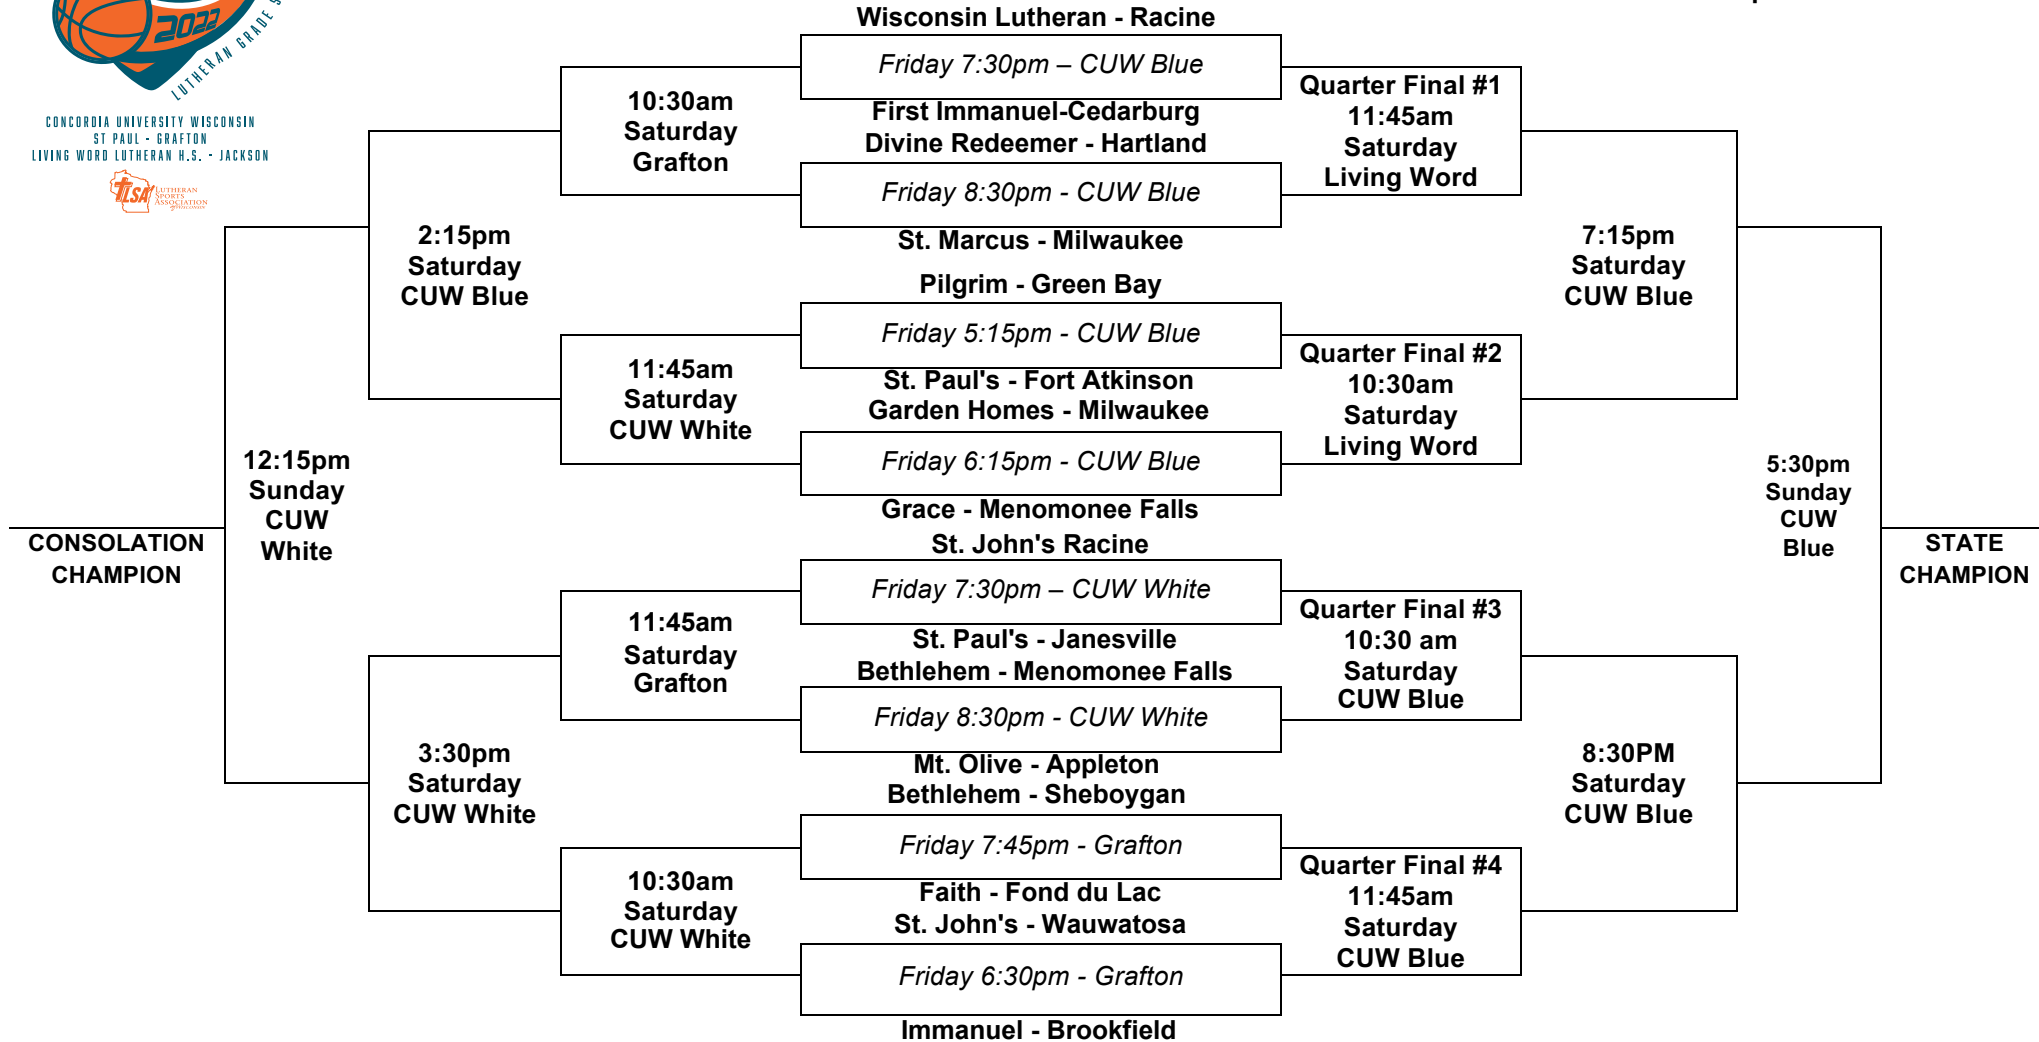 2022
LUTHERAN GRADE S
CONCORDIA UNIVERSITY WISCONSIN
ST PAUL - GRAFTON
LIVING WORD LUTHERAN H.S. - JACKSON
LSA
LUTHERAN
SPORTS
ASSOCIATION
Wisconsin Lutheran - Racine
Friday 7:30pm – CUW Blue
First Immanuel-Cedarburg
Divine Redeemer - Hartland
Friday 8:30pm - CUW Blue
St. Marcus - Milwaukee
Pilgrim - Green Bay
Friday 5:15pm - CUW Blue
St. Paul's - Fort Atkinson
Garden Homes - Milwaukee
Friday 6:15pm - CUW Blue
Grace - Menomonee Falls
St. John's Racine
Friday 7:30pm – CUW White
St. Paul's - Janesville
Bethlehem - Menomonee Falls
Friday 8:30pm - CUW White
Mt. Olive - Appleton
Bethlehem - Sheboygan
Friday 7:45pm - Grafton
Faith - Fond du Lac
St. John's - Wauwatosa
Friday 6:30pm - Grafton
Immanuel - Brookfield
10:30am
Saturday
Grafton
11:45am
Saturday
CUW White
11:45am
Saturday
Grafton
10:30am
Saturday
CUW White
2:15pm
Saturday
CUW Blue
3:30pm
Saturday
CUW White
12:15pm
Sunday
CUW
White
CONSOLATION
CHAMPION
Quarter Final #1
11:45am
Saturday
Living Word
Quarter Final #2
10:30am
Saturday
Living Word
Quarter Final #3
10:30 am
Saturday
CUW Blue
Quarter Final #4
11:45am
Saturday
CUW Blue
7:15pm
Saturday
CUW Blue
8:30PM
Saturday
CUW Blue
5:30pm
Sunday
CUW
Blue
STATE
CHAMPION